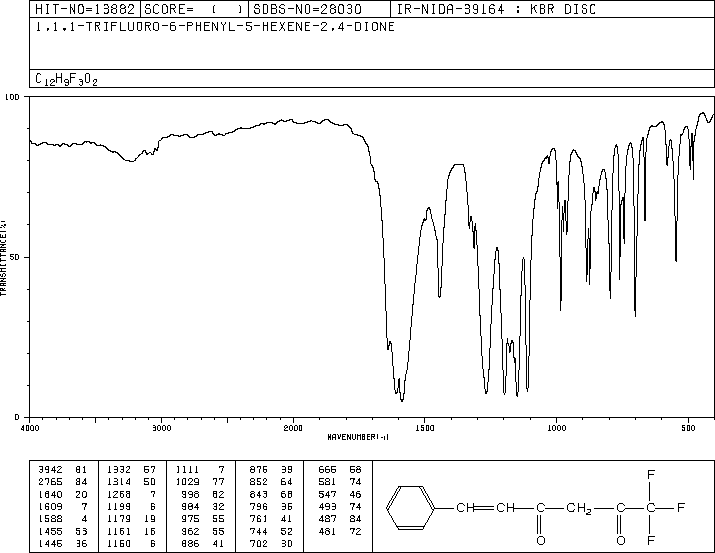 HIT-NO=13882 SCORE= ( ) SDBS-NO=28030 IR-NIDA-39164 : KBR DISC
1,1,1-TRIFLUORO-6-PHENYL-5-HEXENE-2,4-DIONE
C12H9F3O2
100
50
0
TRANSMITTANCE(%)
4000 3000 2000 1500 1000 500
WAVENUMBER(-1)
3942 81 1332 57 1111 7 876 39 666 58
2765 84 1314 50 1029 77 852 64 581 74
1640 20 1268 7 998 62 843 68 547 46
1609 7 1199 6 984 32 796 36 493 74
1588 4 1179 19 975 55 761 41 487 84
1455 53 1161 16 962 55 744 52 481 72
1446 36 1150 6 886 41 702 30
CH CH C CH2 C C F
F
F
O O